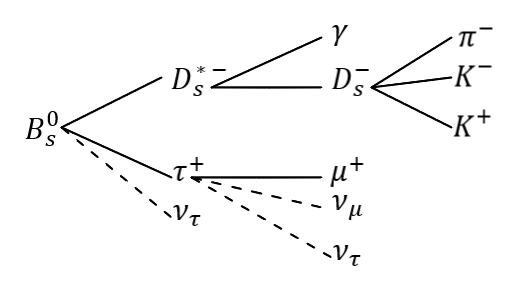 γ
π⁻
D_s^{*-}
D_s^-
K⁻
B_s^0
K⁺
τ⁺
μ⁺
ν_τ
ν_μ
ν_τ